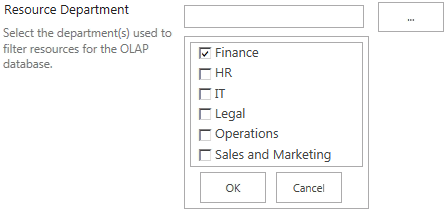 Resource Department
...
Select the department(s) used to
filter resources for the OLAP
database.
Finance
HR
IT
Legal
Operations
Sales and Marketing
OK
Cancel